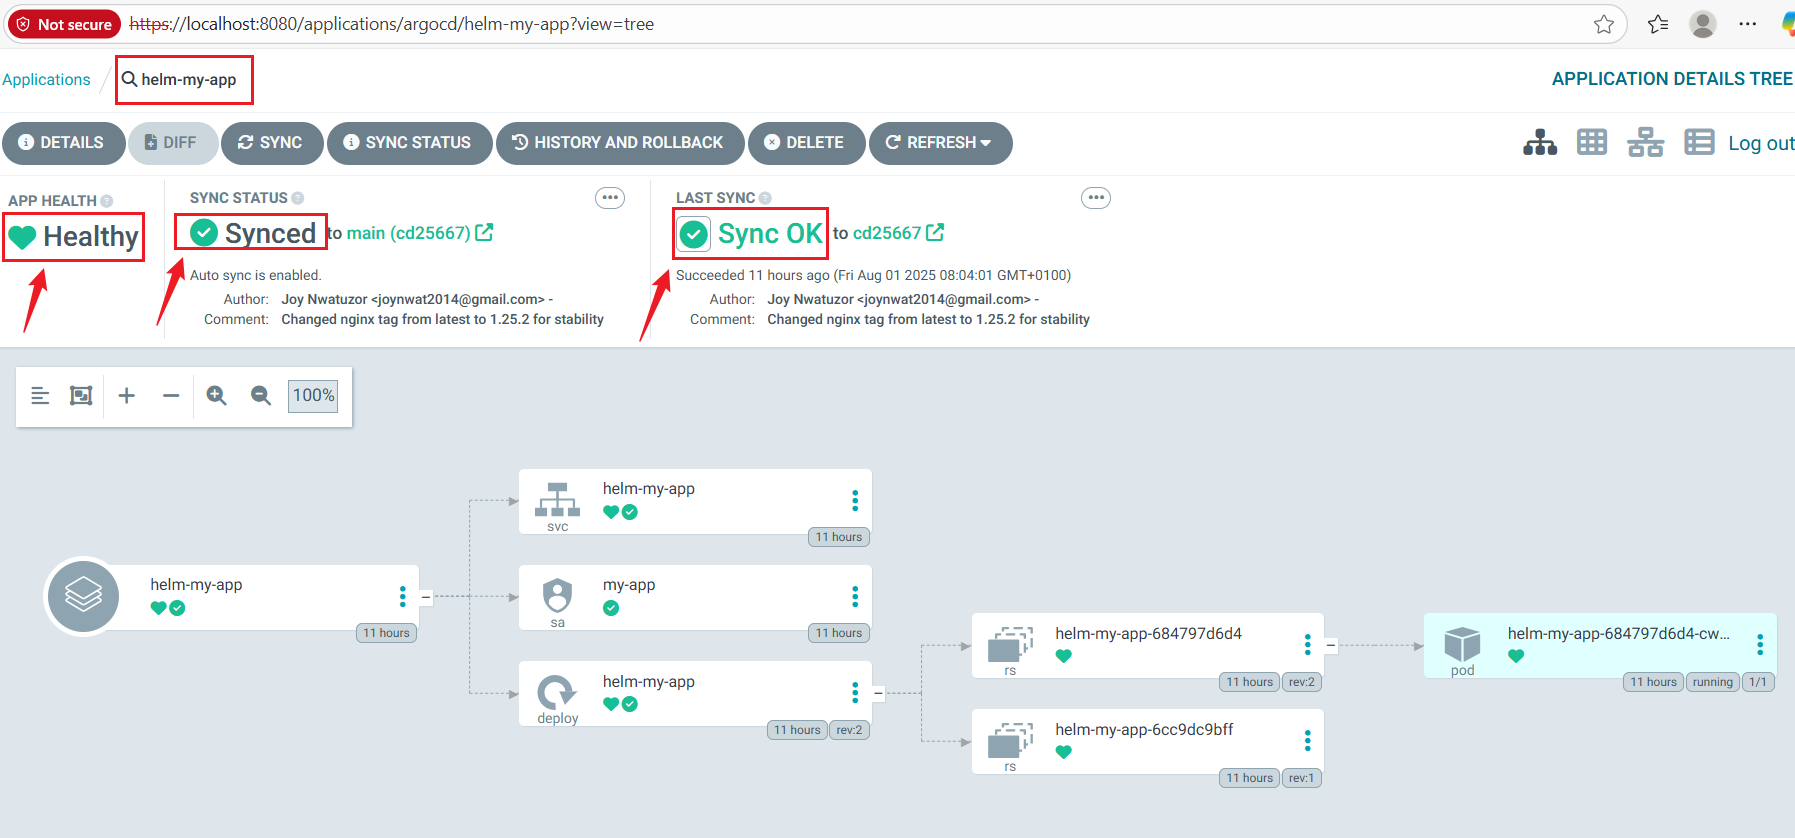 Not secure https://localhost:8080/applications/argocd/helm-my-app?view=tree
Applications / helm-my-app
APPLICATION DETAILS TREE
DETAILS DIFF SYNC SYNC STATUS HISTORY AND ROLLBACK DELETE REFRESH
Log out
APP HEALTH
Healthy
SYNC STATUS
Synced to main (cd25667)
Auto sync is enabled.
Author: Joy Nwatuzor <joynwat2014@gmail.com> -
Comment: Changed nginx tag from latest to 1.25.2 for stability
LAST SYNC
Sync OK to cd25667
Succeeded 11 hours ago (Fri Aug 01 2025 08:04:01 GMT+0100)
Author: Joy Nwatuzor <joynwat2014@gmail.com> -
Comment: Changed nginx tag from latest to 1.25.2 for stability
100%
helm-my-app
11 hours
helm-my-app
svc
11 hours
my-app
sa
11 hours
helm-my-app
deploy
11 hours rev:2
helm-my-app-684797d6d4
rs
11 hours rev:2
helm-my-app-6cc9dc9bff
rs
11 hours rev:1
helm-my-app-684797d6d4-cw...
pod
11 hours running 1/1